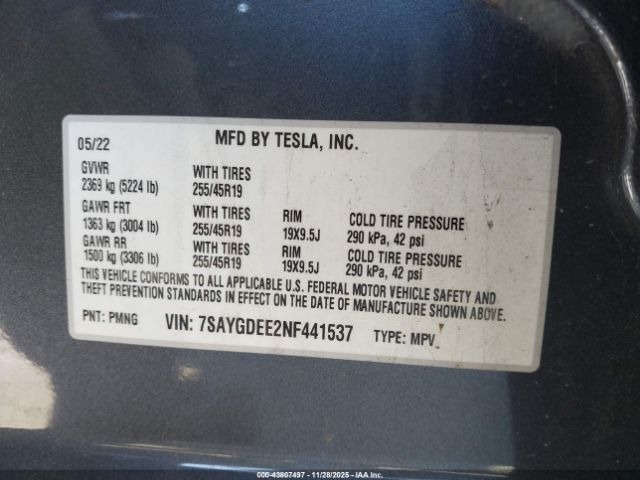 05/22 MFD BY TESLA, INC.
GVWR WITH TIRES
2369 kg (5224 lb) 255/45R19
GAWR FRT WITH TIRES RIM COLD TIRE PRESSURE
1363 kg (3004 lb) 255/45R19 19X9.5J 290 kPa, 42 psi
GAWR RR WITH TIRES RIM COLD TIRE PRESSURE
1500 kg (3306 lb) 255/45R19 19X9.5J 290 kPa, 42 psi
THIS VEHICLE CONFORMS TO ALL APPLICABLE U.S. FEDERAL MOTOR VEHICLE SAFETY AND
THEFT PREVENTION STANDARDS IN EFFECT ON THE DATE OF MANUFACTURE SHOWN ABOVE.
PNT: PMNG VIN: 7SAYGDEE2NF441537 TYPE: MPV
000-43807497 - 11/28/2025 - IAA Inc.